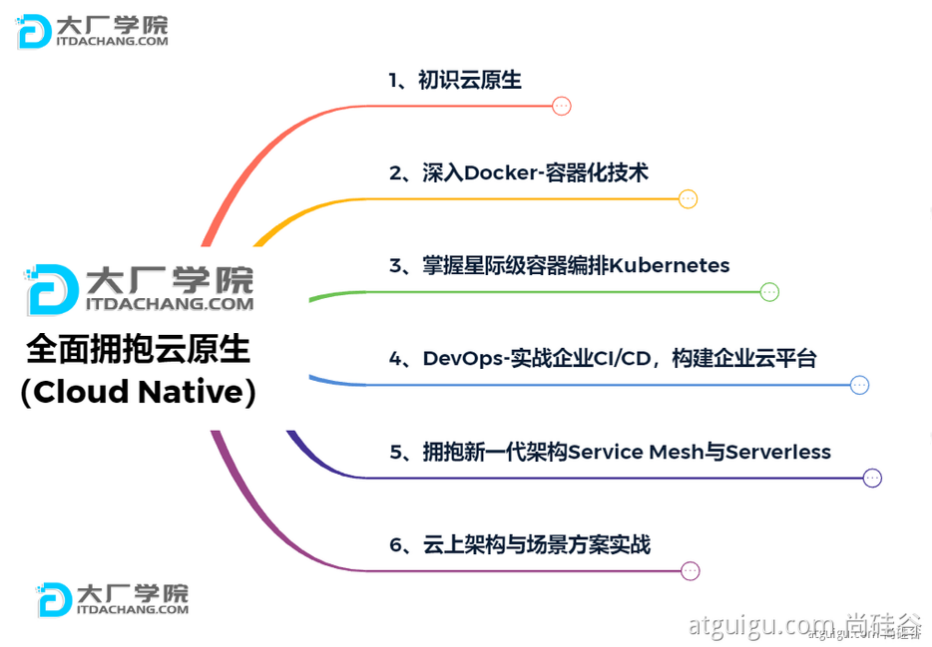 大厂学院
ITDACHANG.COM
1、初识云原生
2、深入Docker-容器化技术
3、掌握星际级容器编排Kubernetes
大厂学院
ITDACHANG.COM
全面拥抱云原生
（Cloud Native）
4、DevOps-实战企业CI/CD，构建企业云平台
5、拥抱新一代架构Service Mesh与Serverless
6、云上架构与场景方案实战
大厂学院
ITDACHANG.COM
atguigu.com 尚硅谷
atguigu.com 尚硅谷